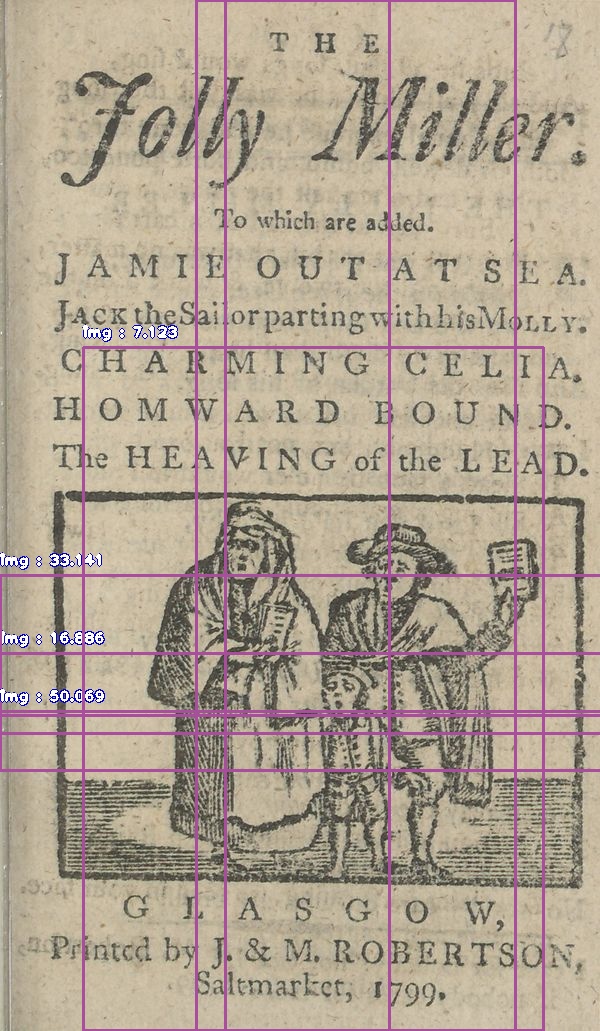 18
THE
Jolly Miller.
To which are added.
JAMIE OUT AT SEA.
JACK the Sailor parting with his MOLLY.
Img : 7.123
CHARMING CELIA.
HOMWARD BOUND.
The HEAVING of the LEAD.
Img : 33.141
Img : 16.886
Img : 50.069
GLASGOW,
Printed by J. & M. ROBERTSON,
Saltmarket, 1799.